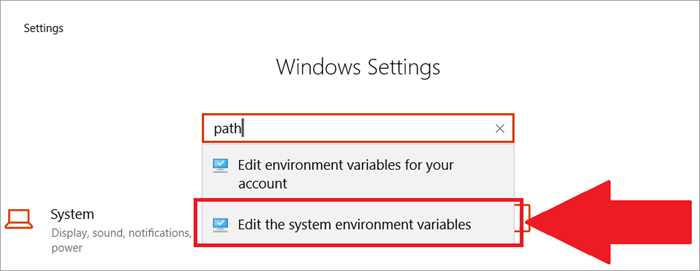 Settings
Windows Settings
path
Edit environment variables for your
account
System
Display, sound, notifications,
power
Edit the system environment variables